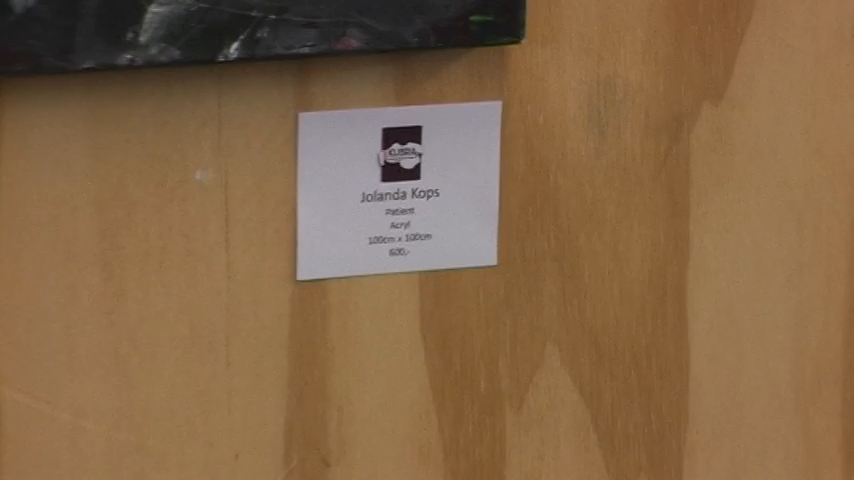 Jolanda Kops
Patient
Acryl
100cm x 100cm
600,-